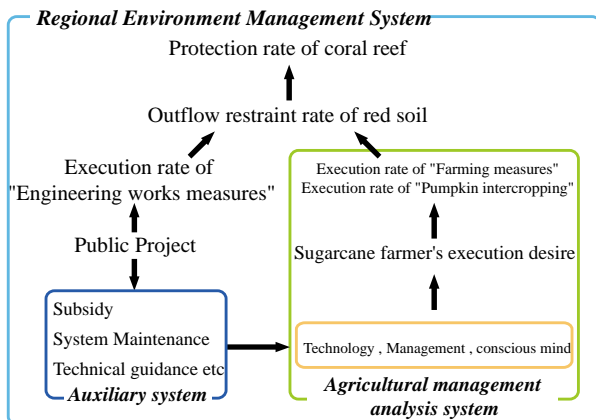 Regional Environment Management System
Protection rate of coral reef
Outflow restraint rate of red soil
Execution rate of
"Engineering works measures"
Execution rate of "Farming measures"
Execution rate of "Pumpkin intercropping"
Public Project
Sugarcane farmer's execution desire
Subsidy
System Maintenance
Technical guidance etc
Auxiliary system
Technology , Management , conscious mind
Agricultural management
analysis system